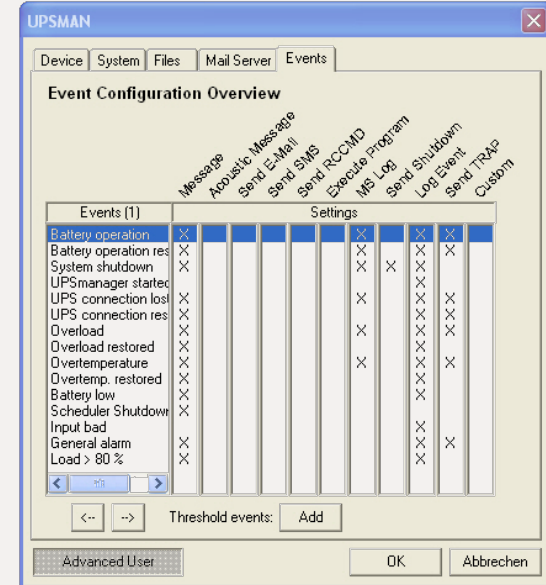 UPSMAN
Device System Files Mail Server Events
Event Configuration Overview
Message Acoustic Message Send E-Mail Send SMS Send RCCMD Execute Program MS Log Send Shutdown Log Event Send TRAP Custom
Events (1) Settings
Battery operation X X X X
Battery operation res X X X X
System shutdown X X X X
UPSmanager started X
UPS connection lost X X X X
UPS connection res X X X
Overload X X X X
Overload restored X X
Overtemperature X X X X
Overtemp. restored X X
Battery low X X
Scheduler Shutdown X
Input bad X
General alarm X X X
Load > 80 % X X
<-- --> Threshold events: Add
Advanced User OK Abbrechen